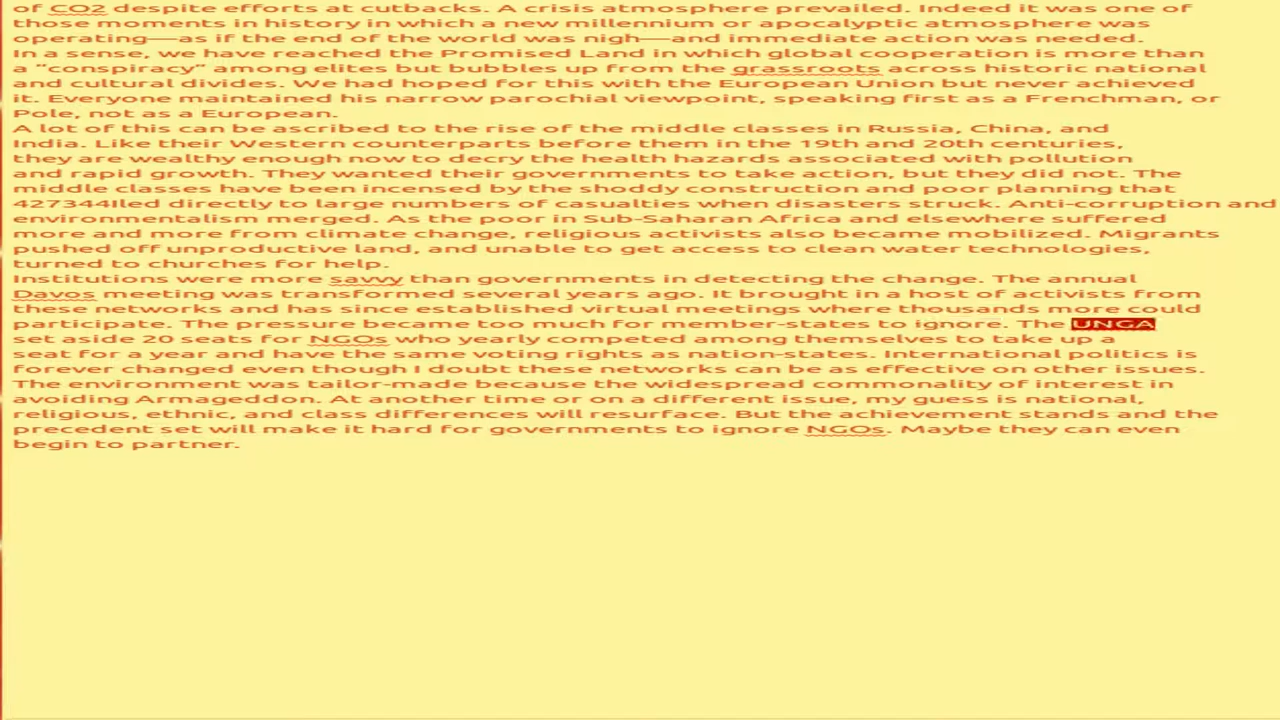 of CO2 despite efforts at cutbacks. A crisis atmosphere prevailed. Indeed it was one of
those moments in history in which a new millennium or apocalyptic atmosphere was
operating—as if the end of the world was nigh—and immediate action was needed.
In a sense, we have reached the Promised Land in which global cooperation is more than
a "conspiracy" among elites but bubbles up from the grassroots across historic national
and cultural divides. We had hoped for this with the European Union but never achieved
it. Everyone maintained his narrow parochial viewpoint, speaking first as a Frenchman, or
Pole, not as a European.
A lot of this can be ascribed to the rise of the middle classes in Russia, China, and
India. Like their Western counterparts before them in the 19th and 20th centuries,
they are wealthy enough now to decry the health hazards associated with pollution
and rapid growth. They wanted their governments to take action, but they did not. The
middle classes have been incensed by the shoddy construction and poor planning that
427344lled directly to large numbers of casualties when disasters struck. Anti-corruption and
environmentalism merged. As the poor in Sub-Saharan Africa and elsewhere suffered
more and more from climate change, religious activists also became mobilized. Migrants
pushed off unproductive land, and unable to get access to clean water technologies,
turned to churches for help.
Institutions were more savvy than governments in detecting the change. The annual
Davos meeting was transformed several years ago. It brought in a host of activists from
these networks and has since established virtual meetings where thousands more could
participate. The pressure became too much for member-states to ignore. The UNGA
set aside 20 seats for NGOs who yearly competed among themselves to take up a
seat for a year and have the same voting rights as nation-states. International politics is
forever changed even though I doubt these networks can be as effective on other issues.
The environment was tailor-made because the widespread commonality of interest in
avoiding Armageddon. At another time or on a different issue, my guess is national,
religious, ethnic, and class differences will resurface. But the achievement stands and the
precedent set will make it hard for governments to ignore NGOs. Maybe they can even
begin to partner.